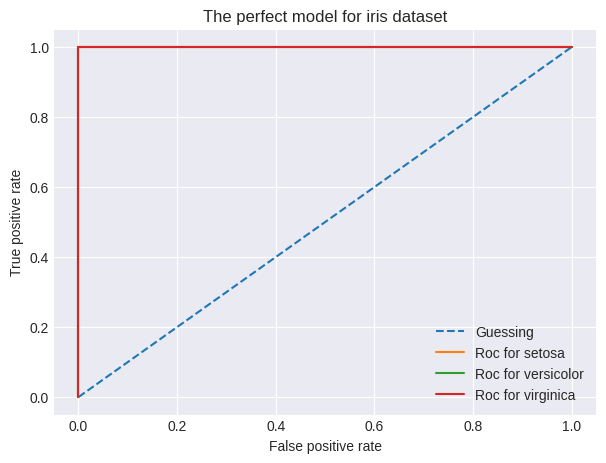 The perfect model for iris dataset
1.0
0.8
0.6
0.4
0.2
0.0
True positive rate
Guessing
Roc for setosa
Roc for versicolor
Roc for virginica
0.0 0.2 0.4 0.6 0.8 1.0
False positive rate